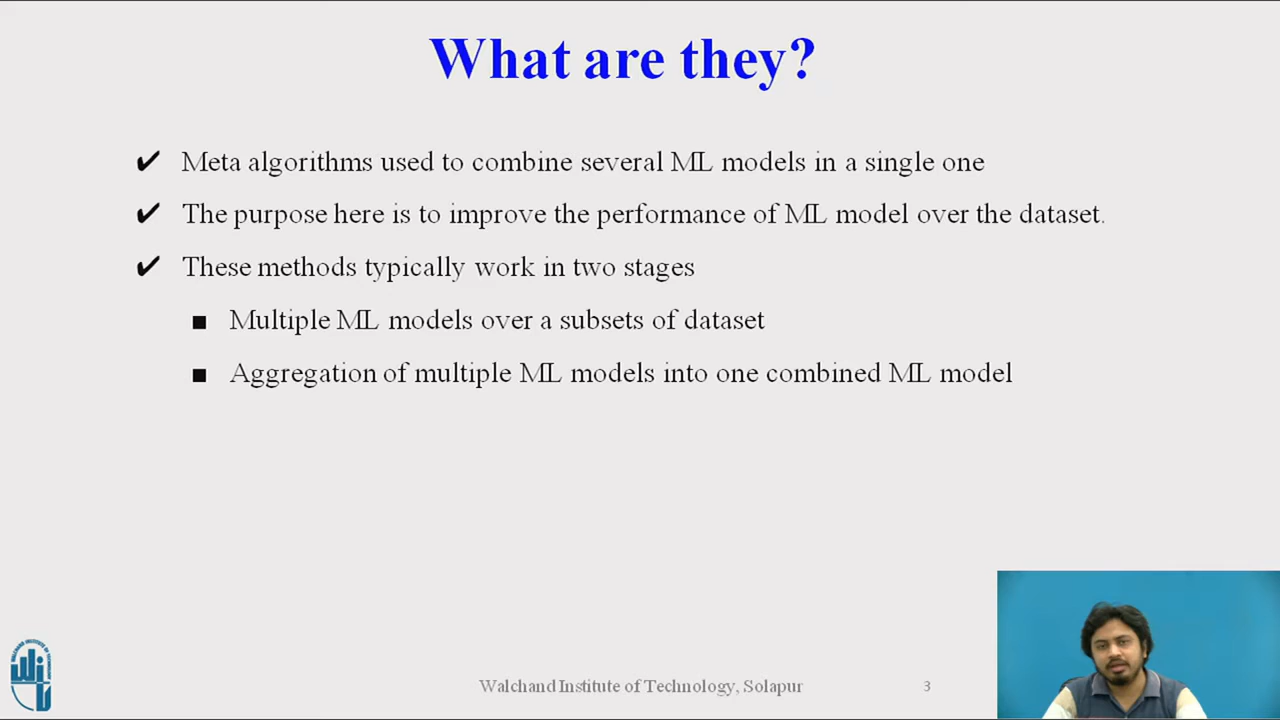 What are they?
✔ Meta algorithms used to combine several ML models in a single one
✔ The purpose here is to improve the performance of ML model over the dataset.
✔ These methods typically work in two stages
■ Multiple ML models over a subsets of dataset
■ Aggregation of multiple ML models into one combined ML model
Walchand Institute of Technology, Solapur
3